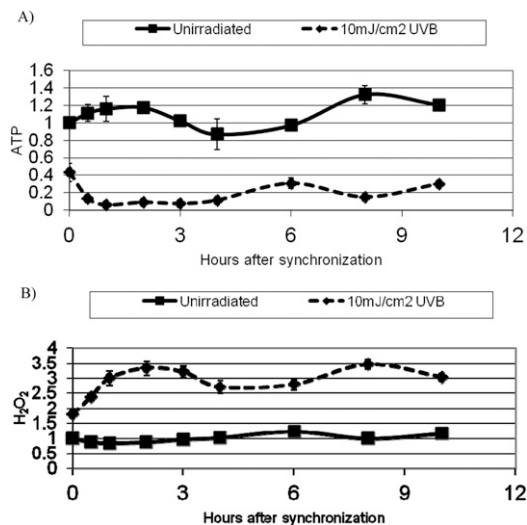 A)
Unirradiated 10mJ/cm2 UVB
1.6
1.4
1.2
1
0.8
0.6
0.4
0.2
0
ATP
0 3 6 9 12
Hours after synchronization
B)
Unirradiated 10mJ/cm2 UVB
4
3.5
3
2.5
2
1.5
1
0.5
0
H₂O₂
0 3 6 9 12
Hours after synchronization